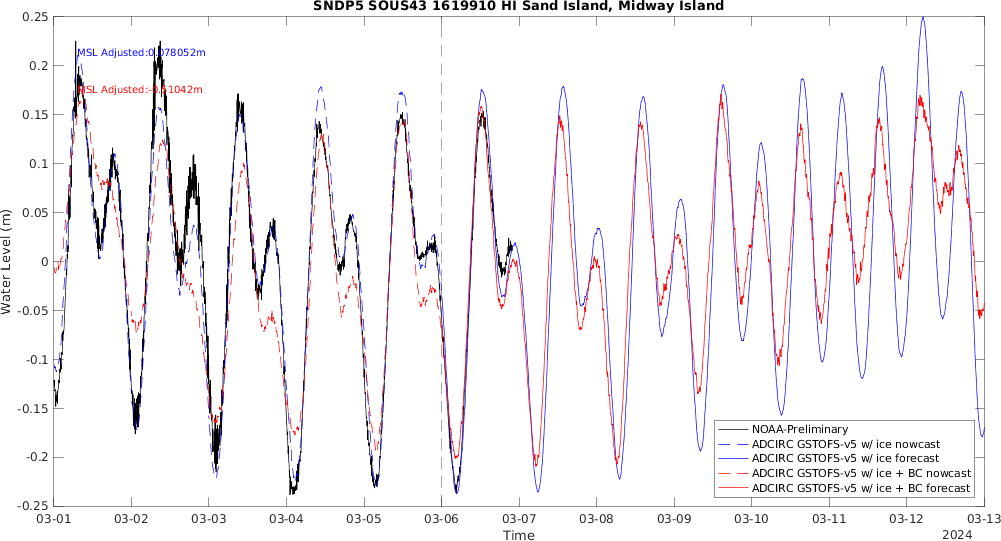 SNDP5 SOUS43 1619910 HI Sand Island, Midway Island
0.25
0.2
0.15
0.1
0.05
0
-0.05
-0.1
-0.15
-0.2
-0.25
Water Level (m)
MSL Adjusted:0.078052m
MSL Adjusted:-0.11042m
NOAA-Preliminary
ADCIRC GSTOFS-v5 w/ ice nowcast
ADCIRC GSTOFS-v5 w/ ice forecast
ADCIRC GSTOFS-v5 w/ ice + BC nowcast
ADCIRC GSTOFS-v5 w/ ice + BC forecast
03-01 03-02 03-03 03-04 03-05 03-06 03-07 03-08 03-09 03-10 03-11 03-12 03-13
Time
2024